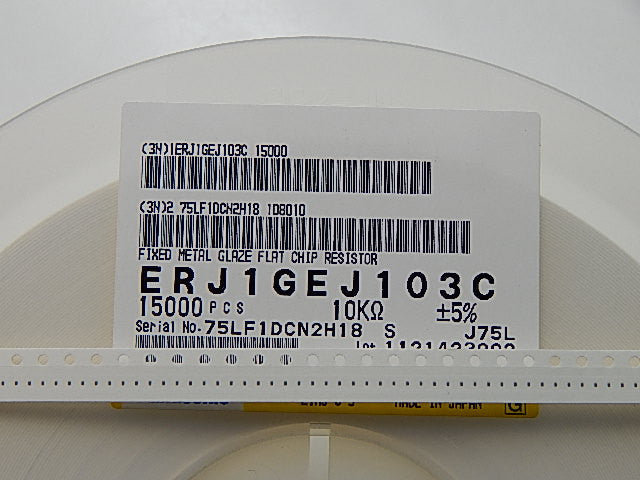 (3N)1ERJ1GEJ103C 15000
(3N)2 75LF1DCN2H18 1D8010
FIXED METAL GLAZE FLAT CHIP RESISTOR
ERJ1GEJ103C
15000 PCS 10KΩ ±5%
Serial No. 75LF1DCN2H18 S J75L
Lot
MADE IN JAPAN G